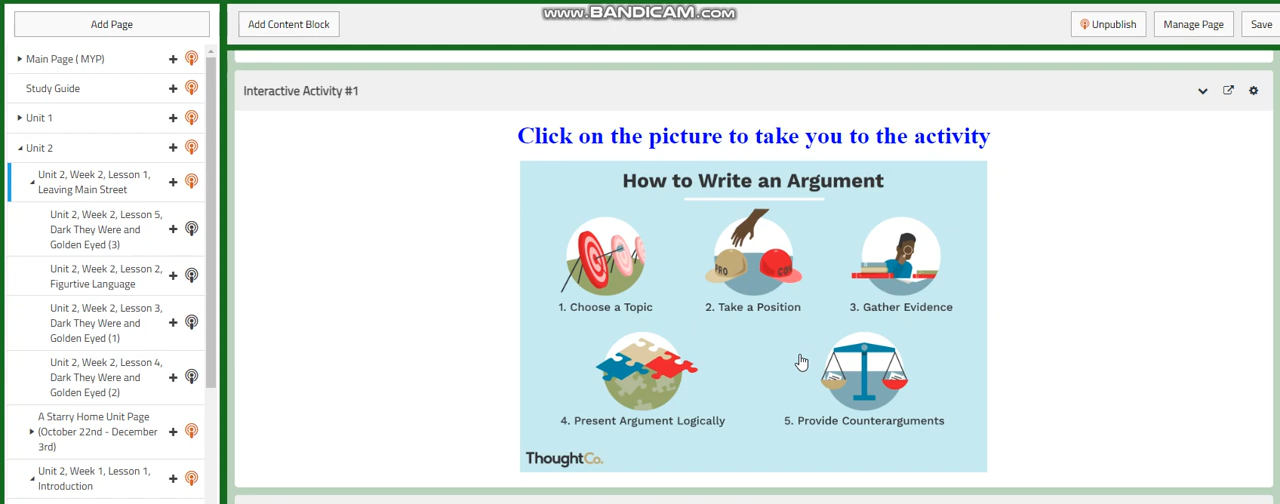 www.BANDICAM.com
Add Page
Add Content Block
Unpublish
Manage Page
Save
Main Page ( MYP)
Study Guide
Unit 1
Unit 2
Unit 2, Week 2, Lesson 1,
Leaving Main Street
Unit 2, Week 2, Lesson 5,
Dark They Were and
Golden Eyed (3)
Unit 2, Week 2, Lesson 2,
Figurtive Language
Unit 2, Week 2, Lesson 3,
Dark They Were and
Golden Eyed (1)
Unit 2, Week 2, Lesson 4,
Dark They Were and
Golden Eyed (2)
A Starry Home Unit Page
(October 22nd - December
3rd)
Unit 2, Week 1, Lesson 1,
Introduction
Interactive Activity #1
Click on the picture to take you to the activity
How to Write an Argument
PRO
CON
1. Choose a Topic
2. Take a Position
3. Gather Evidence
4. Present Argument Logically
5. Provide Counterarguments
ThoughtCo.